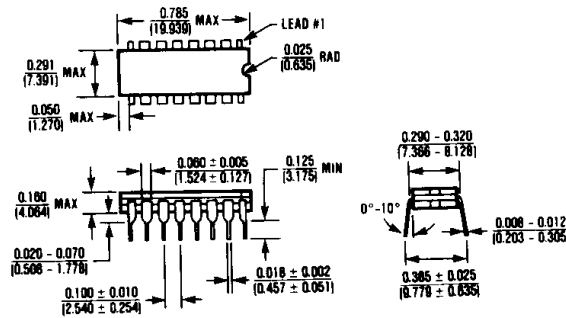 0.785
(19.939) MAX
LEAD #1
0.291
(7.391) MAX
0.025
(0.635) RAD
0.050
(1.270) MAX
0.290 - 0.320
(7.366 - 8.128)
0.060 ± 0.005
(1.524 ± 0.127)
0.125
(3.175) MIN
0.160
(4.064) MAX
0°-10°
0.008 - 0.012
(0.203 - 0.305)
0.020 - 0.070
(0.508 - 1.778)
0.018 ± 0.002
(0.457 ± 0.051)
0.385 ± 0.025
(9.779 ± 0.635)
0.100 ± 0.010
(2.540 ± 0.254)